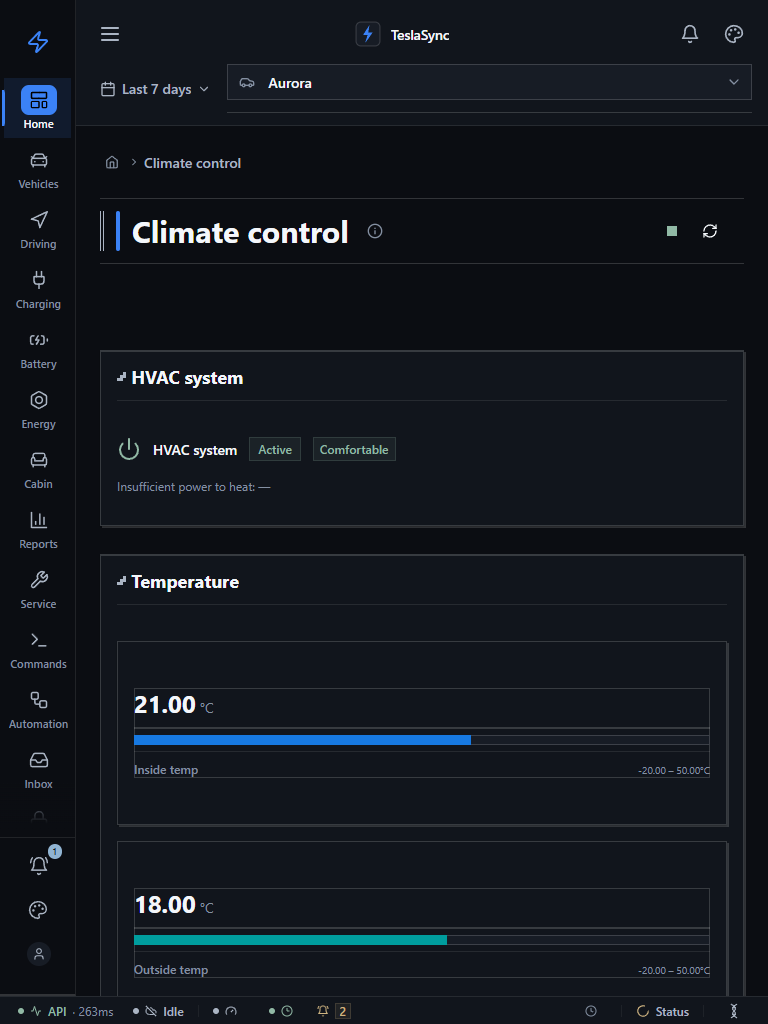 TeslaSync
Last 7 days
Aurora
Home
Vehicles
Driving
Charging
Battery
Energy
Cabin
Reports
Service
Commands
Automation
Inbox
1
Climate control
Climate control
HVAC system
HVAC system
Active
Comfortable
Insufficient power to heat: —
Temperature
21.00 °C
Inside temp
-20.00 – 50.00°C
18.00 °C
Outside temp
-20.00 – 50.00°C
API · 263ms
Idle
2
Status